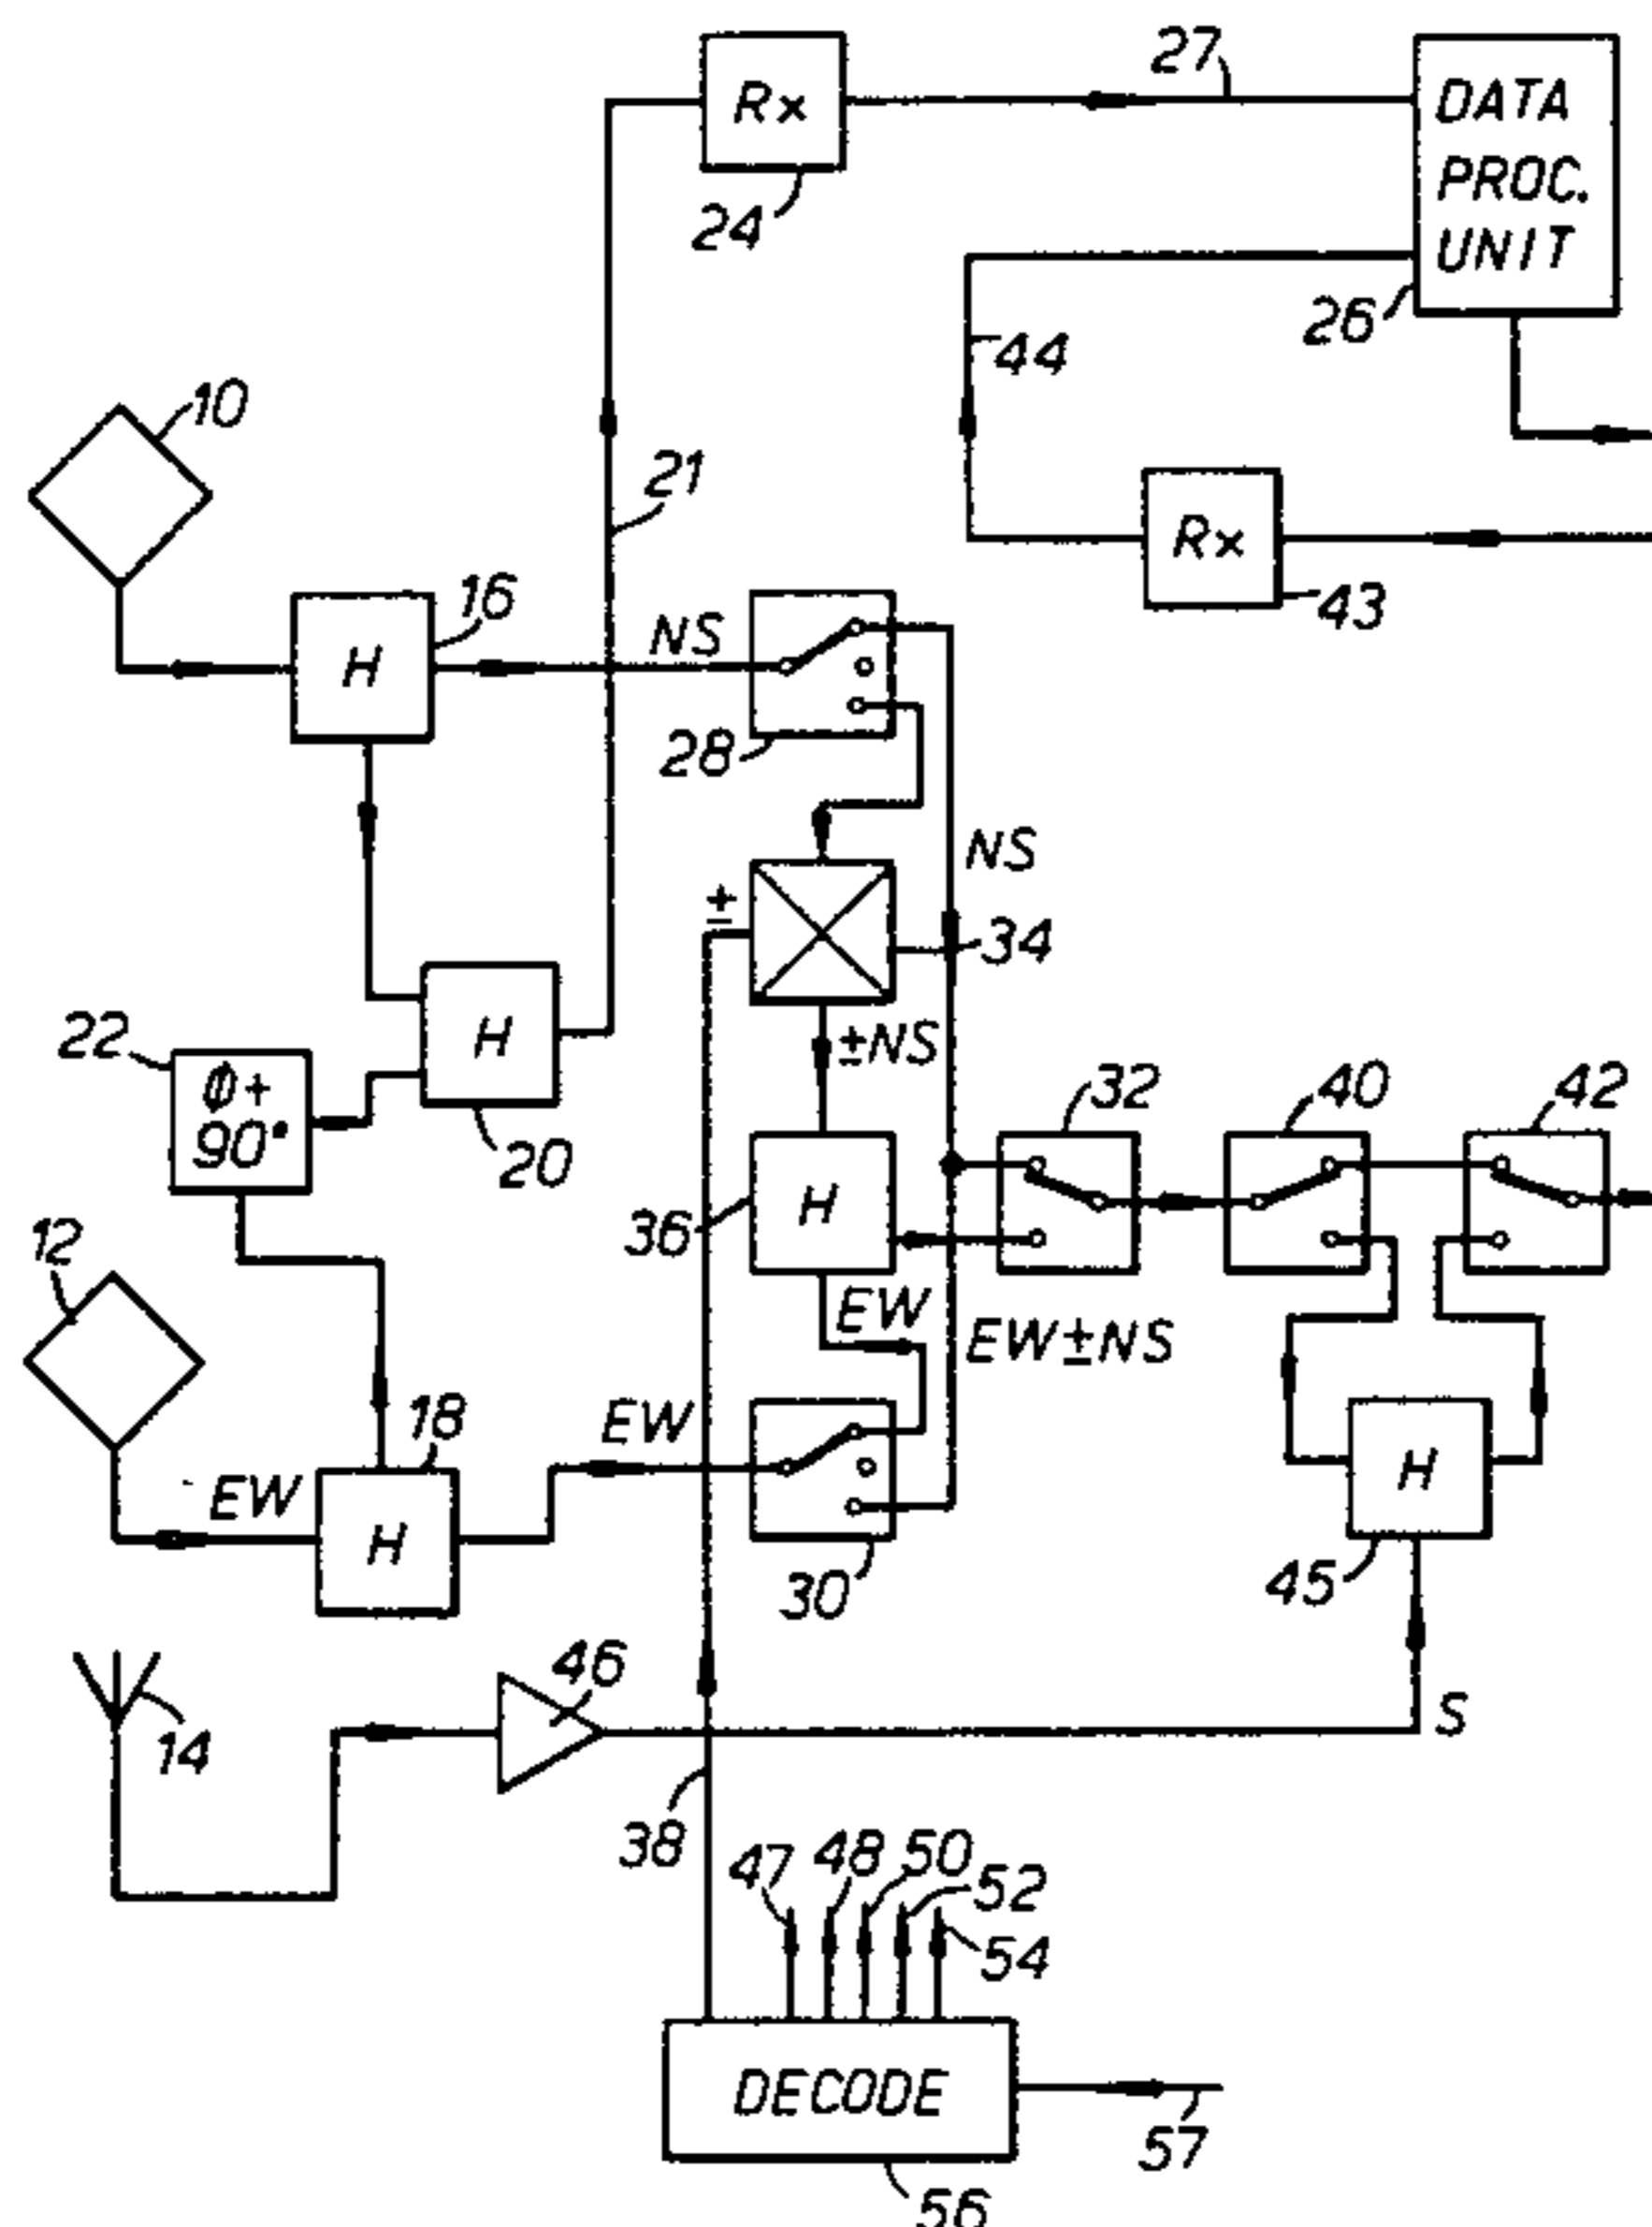 27
Rx
DATA
PROC.
UNIT
24
26
44
10
21
Rx
16
43
NS
H
28
NS
±
34
22
H
±NS
Φ+
90°
32
40
42
20
36
H
12
EW
EW±NS
18
EW
EW
H
H
30
45
46
14
S
38
47
48
50
52
54
DECODE
57
56